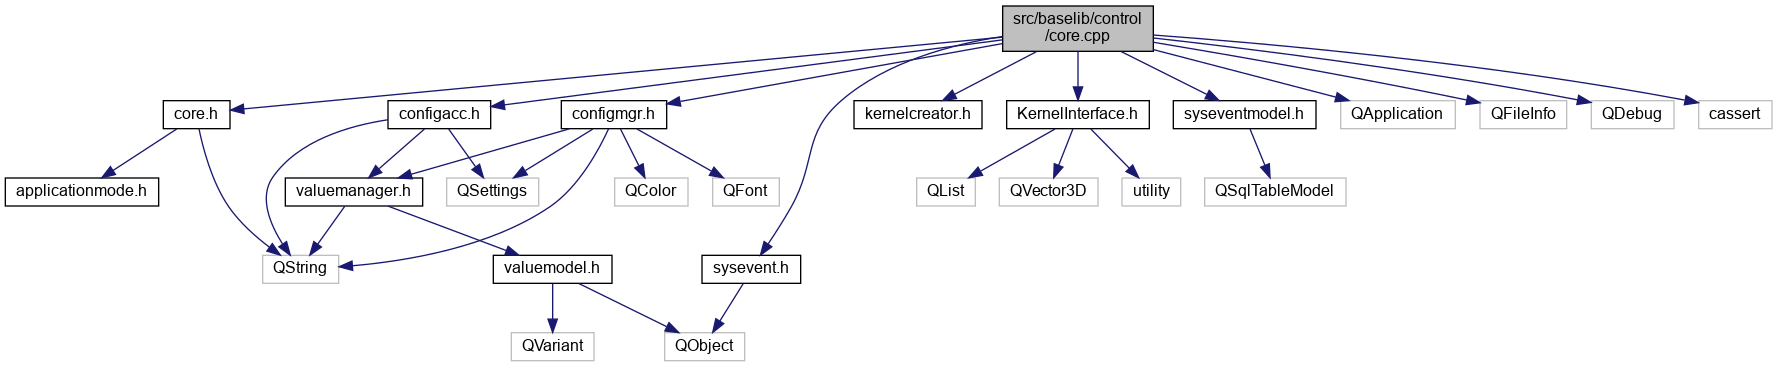 src/baselib/control
/core.cpp
core.h
configacc.h
configmgr.h
kernelcreator.h
KernelInterface.h
syseventmodel.h
QApplication
QFileInfo
QDebug
cassert
applicationmode.h
valuemanager.h
QSettings
QColor
QFont
QList
QVector3D
utility
QSqlTableModel
QString
valuemodel.h
sysevent.h
QVariant
QObject